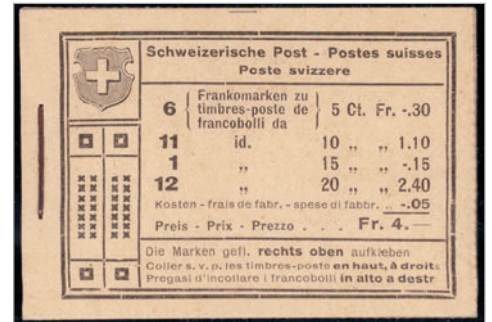 Schweizerische Post - Postes suisses
Poste svizzere
6 { Frankomarken zu timbres-poste de francobolli da } 5 Ct. Fr. -.30
11 id. 10 „ „ 1.10
1 „ 15 „ „ -.15
12 „ 20 „ „ 2.40
Kosten - frais de fabr. - spese di fabbr. .. -.05
Preis - Prix - Prezzo . . . Fr. 4.—
Die Marken gefl. rechts oben aufkleben
Coller s. v. p. les timbres-poste en haut, à droite
Pregasi d'incollare i francobolli in alto a destr